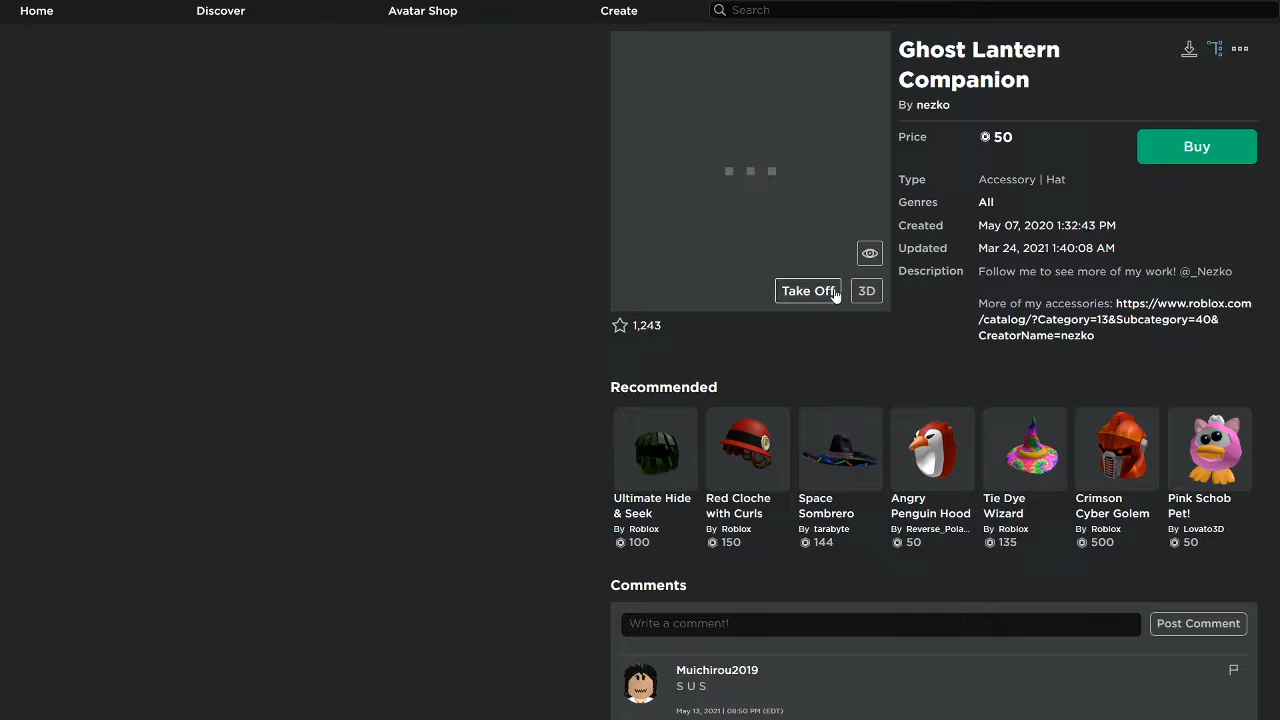 Home
Discover
Avatar Shop
Create
Search
Ghost Lantern
Companion
By nezko
Price
50
Buy
Type
Accessory | Hat
Genres
All
Created
May 07, 2020 1:32:43 PM
Updated
Mar 24, 2021 1:40:08 AM
Description
Follow me to see more of my work! @_Nezko
More of my accessories: https://www.roblox.com
/catalog/?Category=13&Subcategory=40&
CreatorName=nezko
Take Off
3D
1,243
Recommended
Ultimate Hide
& Seek
By Roblox
100
Red Cloche
with Curls
By Roblox
150
Space
Sombrero
By tarabyte
144
Angry
Penguin Hood
By Reverse_Pola...
50
Tie Dye
Wizard
By Roblox
135
Crimson
Cyber Golem
By Roblox
500
Pink Schob
Pet!
By Lovato3D
50
Comments
Write a comment!
Post Comment
Muichirou2019
S U S
May 13, 2021 | 08:50 PM (EDT)